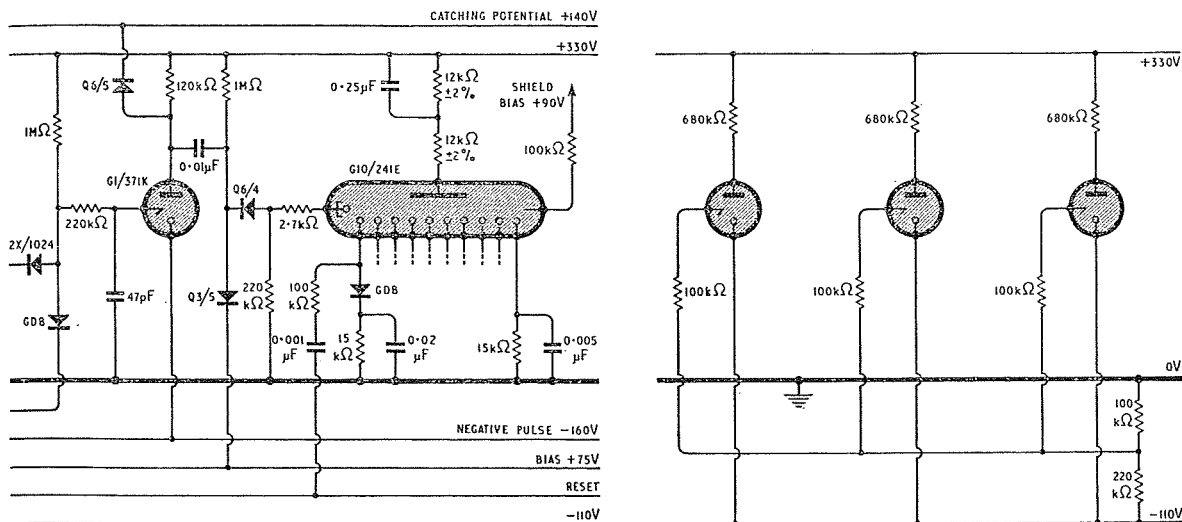 CATCHING POTENTIAL +140V
+330V
Q6/5
120kΩ
1MΩ
0·25μF
12kΩ
±2%
SHIELD
BIAS +90V
1MΩ
0·01μF
12kΩ
±2%
100kΩ
G1/371K
Q6/4
G10/241E
220kΩ
2·7kΩ
2X/1024
47pF
Q3/5
220
kΩ
100
kΩ
GD8
GD8
0·001
μF
15
kΩ
0·02
μF
15kΩ
0·005
μF
NEGATIVE PULSE -160V
BIAS +75V
RESET
-110V
+330V
680kΩ
680kΩ
680kΩ
100kΩ
100kΩ
100kΩ
0V
100
kΩ
220
kΩ
-110V